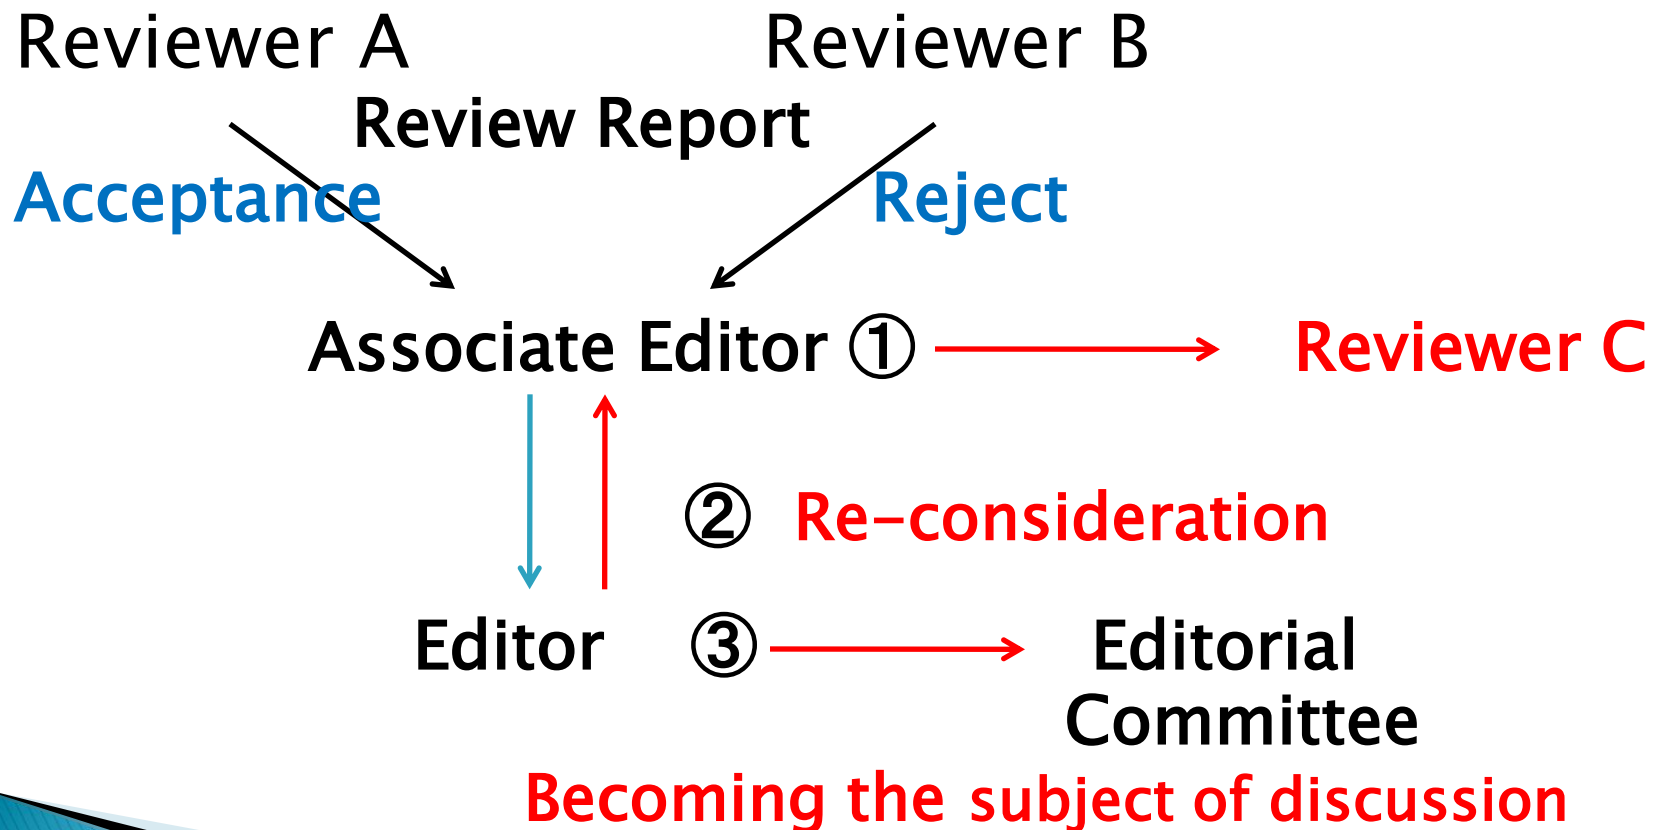 Reviewer A Reviewer B
Review Report
Acceptance Reject
Associate Editor ① Reviewer C
② Re-consideration
Editor ③ Editorial
Committee
Becoming the subject of discussion